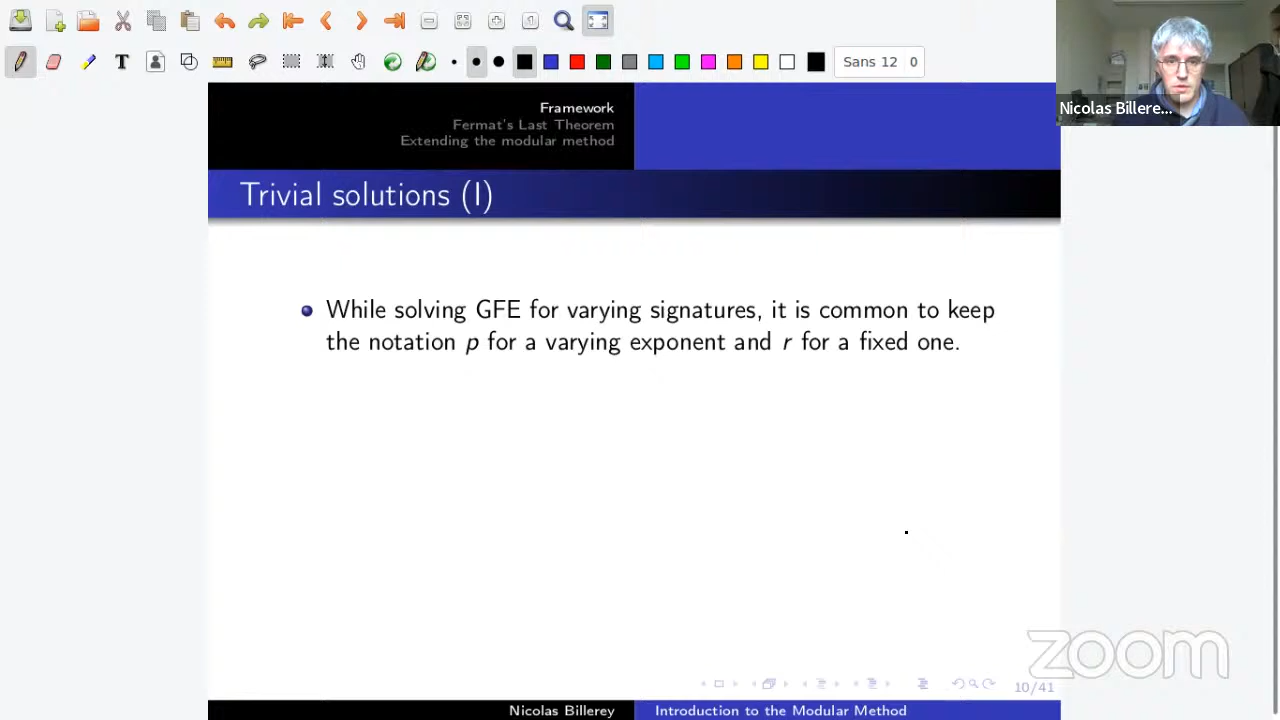 Sans 12 0
Nicolas Billere...
Framework
Fermat's Last Theorem
Extending the modular method
Trivial solutions (I)
While solving GFE for varying signatures, it is common to keep
the notation p for a varying exponent and r for a fixed one.
zoom
10/41
Nicolas Billerey
Introduction to the Modular Method